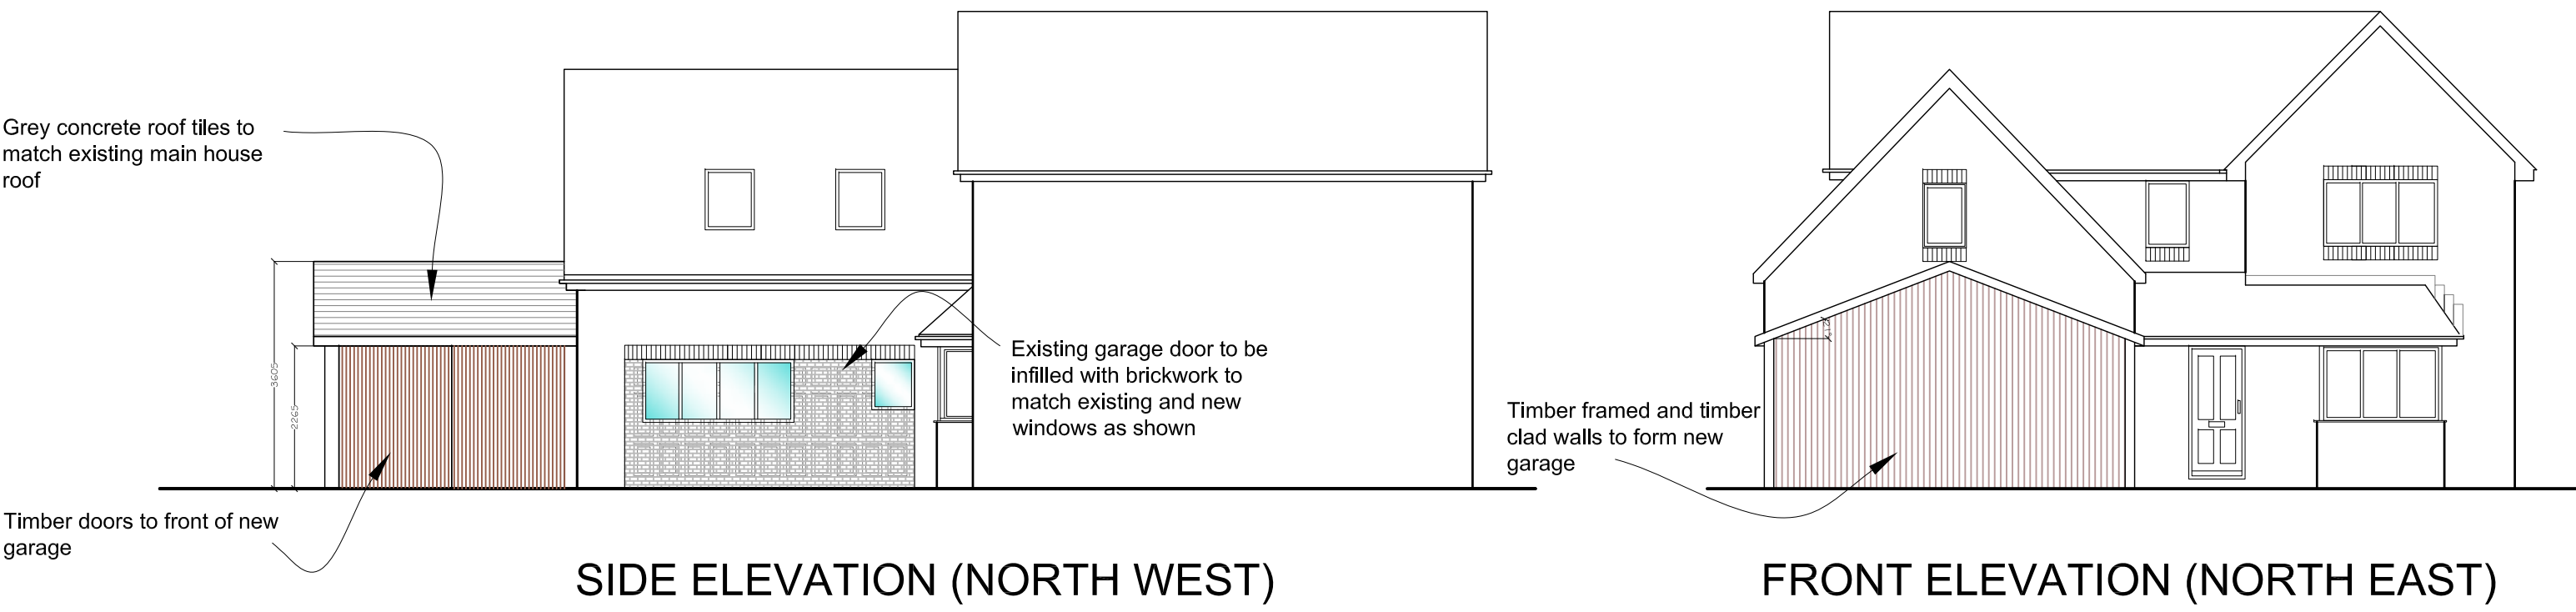 Grey concrete roof tiles to
match existing main house
roof
3605
2265
Timber doors to front of new
garage
Existing garage door to be
infilled with brickwork to
match existing and new
windows as shown
SIDE ELEVATION (NORTH WEST)
Timber framed and timber
clad walls to form new
garage
FRONT ELEVATION (NORTH EAST)